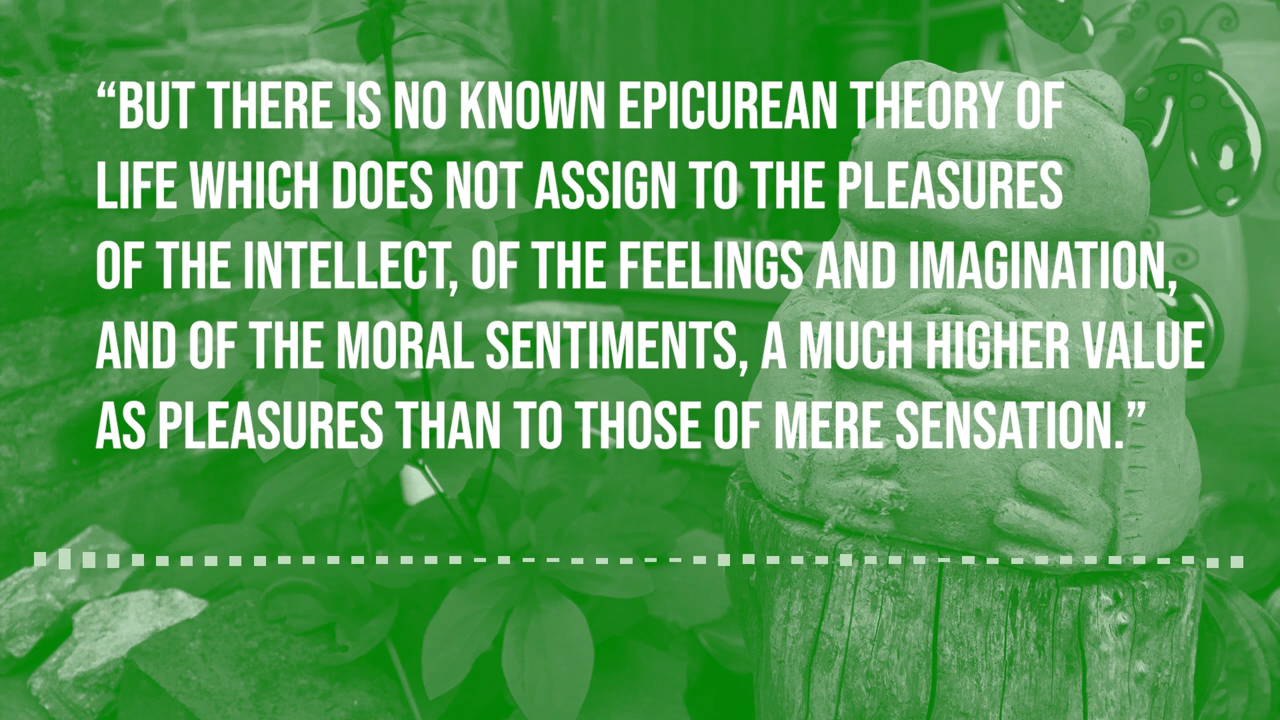 “BUT THERE IS NO KNOWN EPICUREAN THEORY OF
LIFE WHICH DOES NOT ASSIGN TO THE PLEASURES
OF THE INTELLECT, OF THE FEELINGS AND IMAGINATION,
AND OF THE MORAL SENTIMENTS, A MUCH HIGHER VALUE
AS PLEASURES THAN TO THOSE OF MERE SENSATION.”